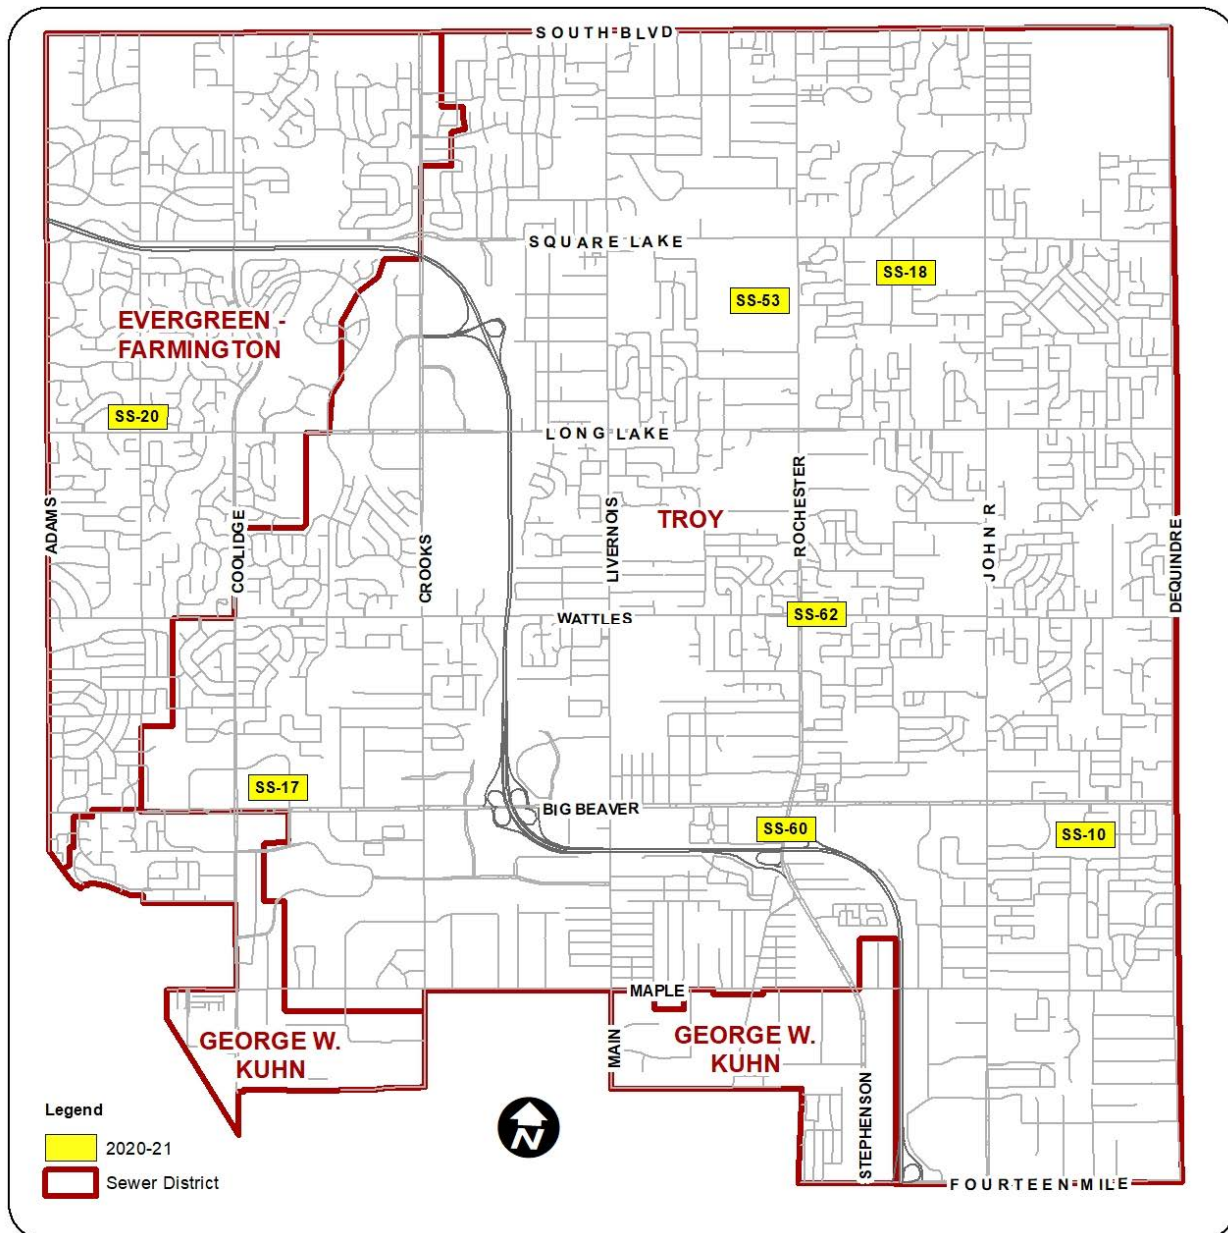 SOUTH BLVD
SQUARE LAKE
SS-18
SS-53
EVERGREEN -
FARMINGTON
SS-20
LONG LAKE
ADAMS
COOLIDGE
CROOKS
LIVERNOIS
TROY
ROCHESTER
JOHN R
DEQUINDRE
WATTLES
SS-62
SS-17
BIG BEAVER
SS-60
SS-10
MAPLE
GEORGE W.
KUHN
MAIN
GEORGE W.
KUHN
STEPHENSON
FOURTEEN MILE
N
Legend
2020-21
Sewer District